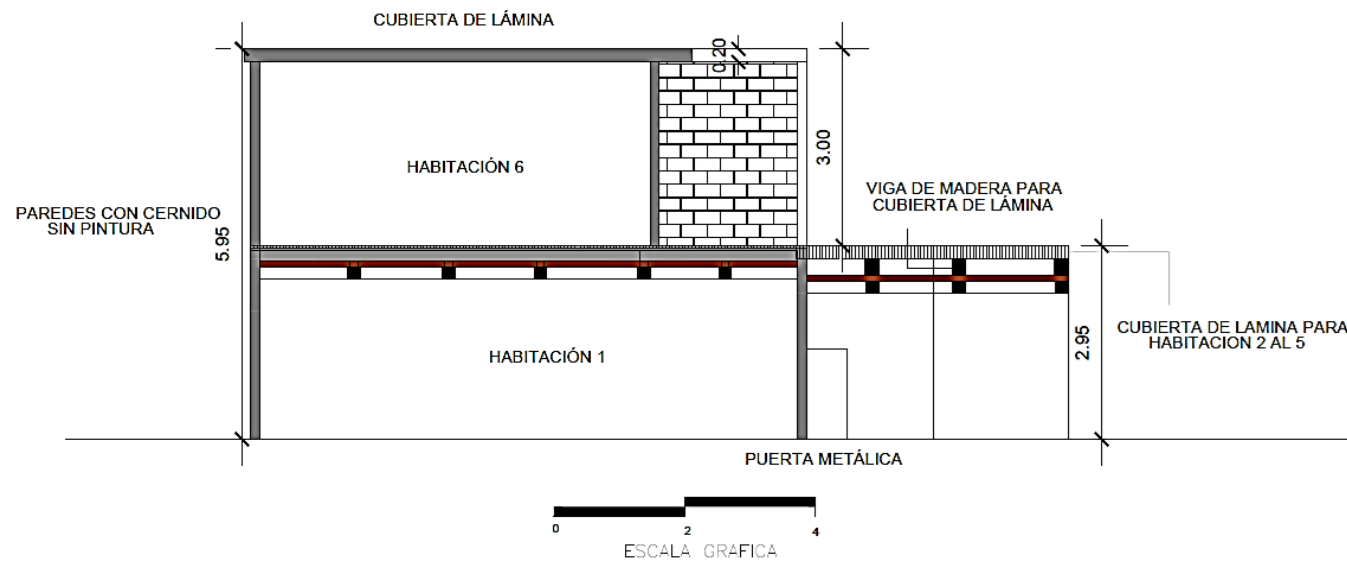 CUBIERTA DE LÁMINA
0.20
3.00
HABITACIÓN 6
VIGA DE MADERA PARA
CUBIERTA DE LÁMINA
PAREDES CON CERNIDO
SIN PINTURA
5.95
HABITACIÓN 1
2.95
CUBIERTA DE LAMINA PARA
HABITACION 2 AL 5
PUERTA METÁLICA
0 2 4
ESCALA GRAFICA